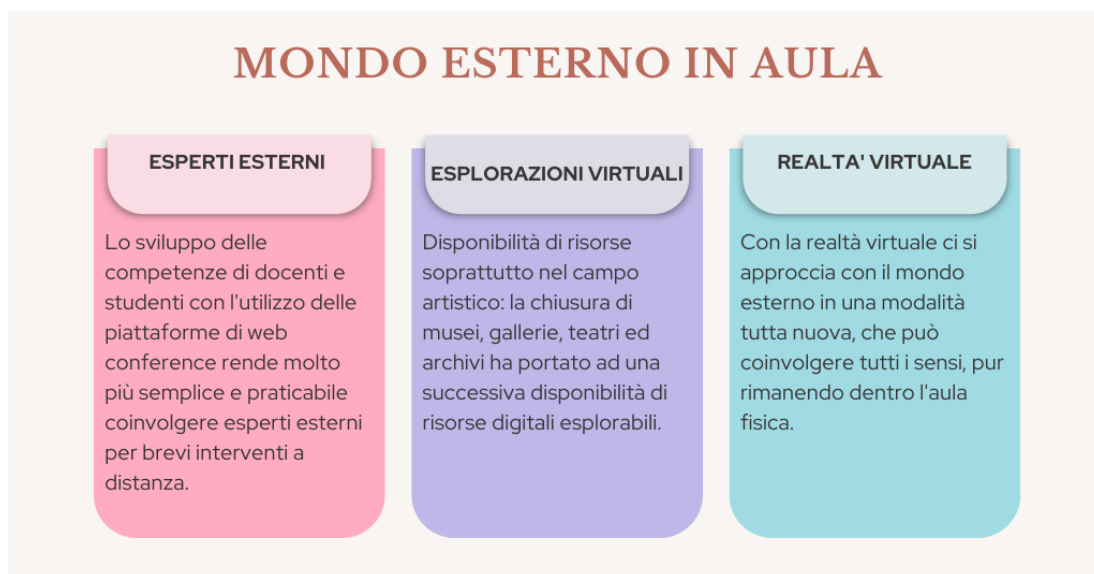 MONDO ESTERNO IN AULA
ESPERTI ESTERNI
Lo sviluppo delle
competenze di docenti e
studenti con l'utilizzo delle
piattaforme di web
conference rende molto
più semplice e praticabile
coinvolgere esperti esterni
per brevi interventi a
distanza.
ESPLORAZIONI VIRTUALI
Disponibilità di risorse
soprattutto nel campo
artistico: la chiusura di
musei, gallerie, teatri ed
archivi ha portato ad una
successiva disponibilità di
risorse digitali esplorabili.
REALTA' VIRTUALE
Con la realtà virtuale ci si
approccia con il mondo
esterno in una modalità
tutta nuova, che può
coinvolgere tutti i sensi, pur
rimanendo dentro l'aula
fisica.